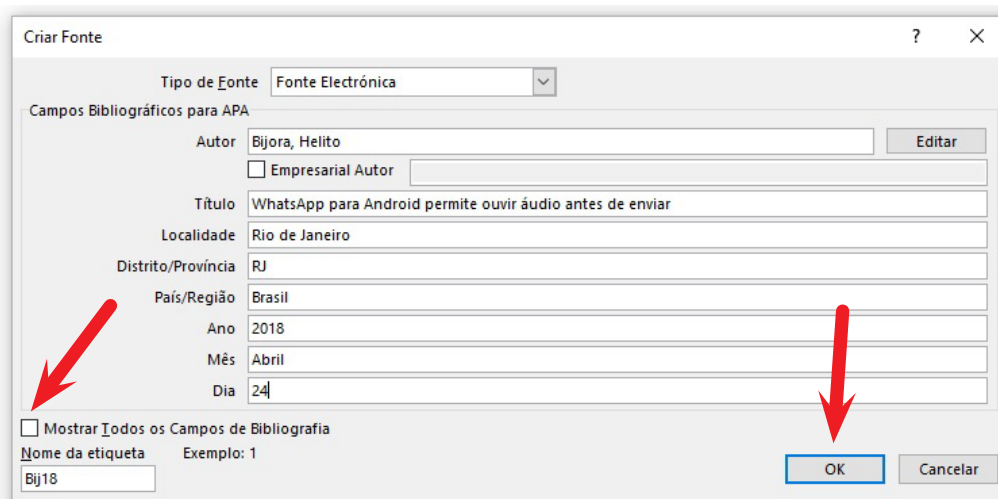 Criar Fonte ?
Tipo de Fonte Fonte Electrónica
Campos Bibliográficos para APA
Autor Bijora, Helito Editar
Empresarial Autor
Título WhatsApp para Android permite ouvir áudio antes de enviar
Localidade Rio de Janeiro
Distrito/Província RJ
País/Região Brasil
Ano 2018
Mês Abril
Dia 24
Mostrar Todos os Campos de Bibliografia
Nome da etiqueta Exemplo: 1
Bij18 OK Cancelar